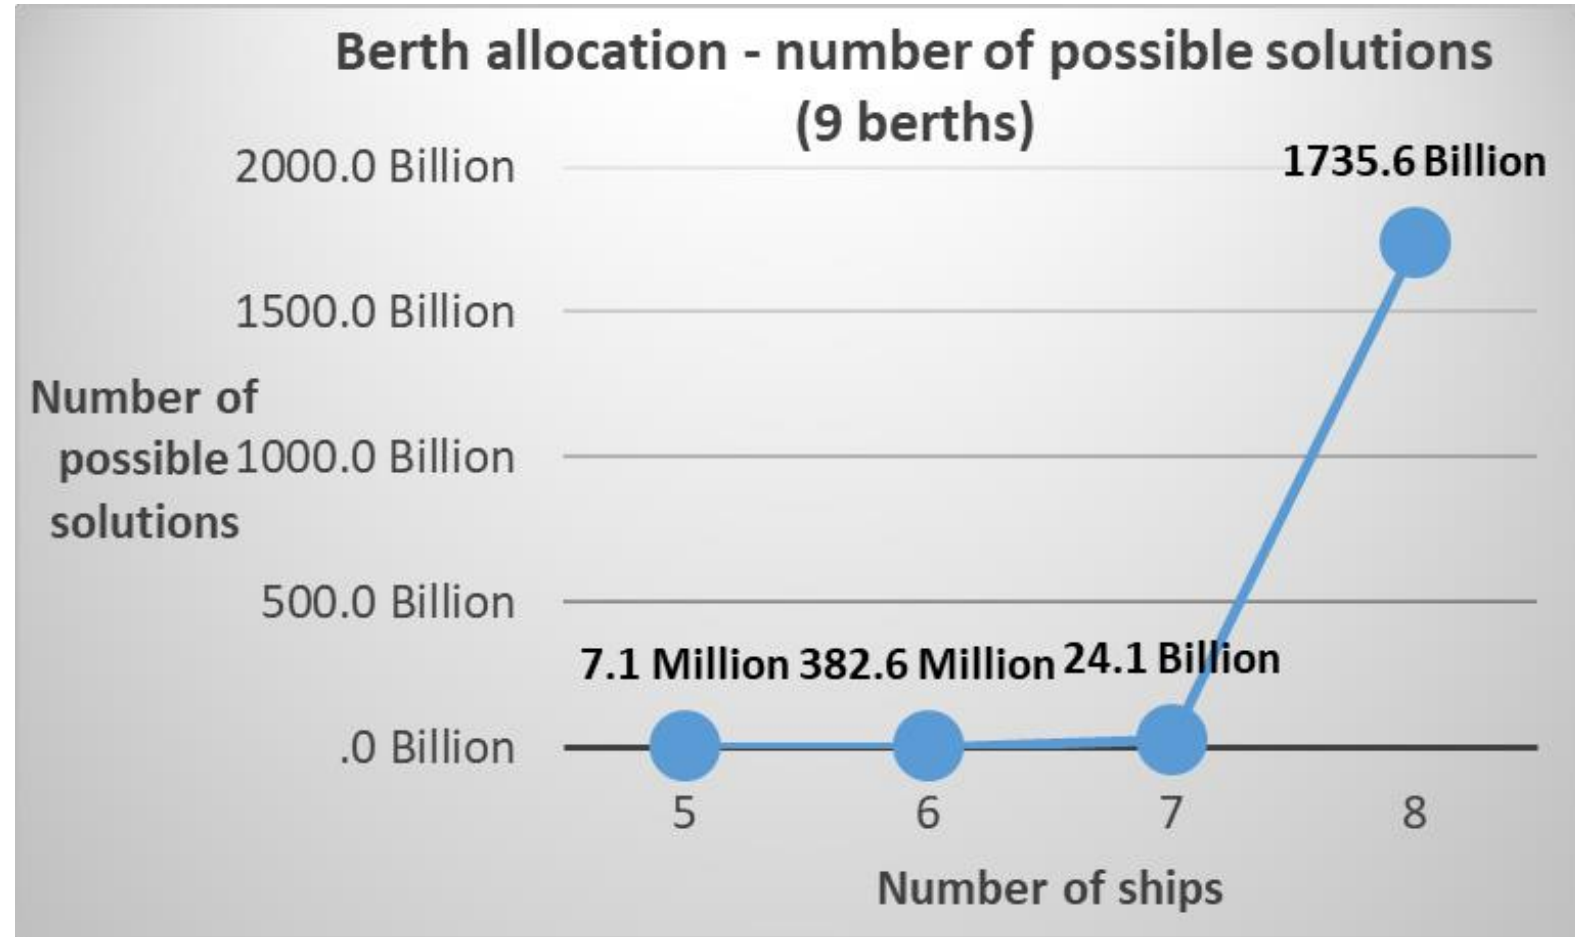 Berth allocation - number of possible solutions
(9 berths)
2000.0 Billion
1735.6 Billion
1500.0 Billion
Number of
possible
solutions
1000.0 Billion
500.0 Billion
7.1 Million
382.6 Million
24.1 Billion
.0 Billion
5
6
7
8
Number of ships